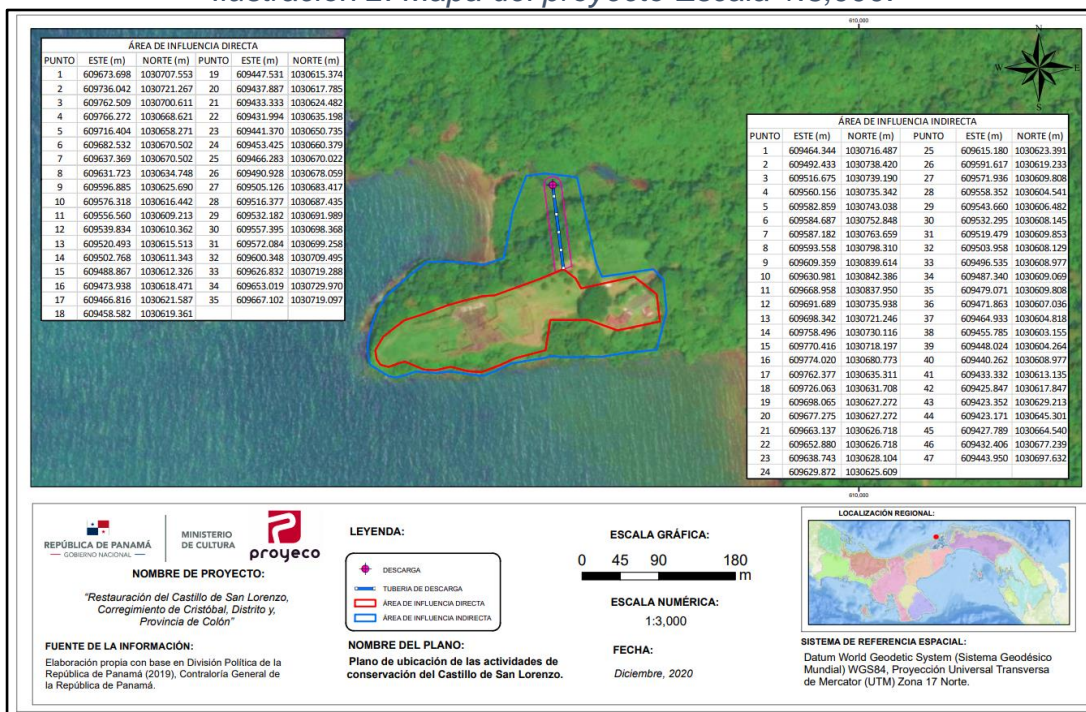 Ilustración 2. Mapa del proyecto Escala
610,000
N
W E
S
ÁREA DE INFLUENCIA DIRECTA
PUNTO ESTE (m) NORTE (m) PUNTO ESTE (m) NORTE (m)
1 609673.698 1030707.553 19 609447.531 1030615.374
2 609736.042 1030721.267 20 609437.887 1030617.785
3 609762.509 1030700.611 21 609433.333 1030624.482
4 609766.272 1030668.621 22 609431.994 1030635.198
5 609716.404 1030658.271 23 609441.370 1030650.735
6 609682.532 1030670.502 24 609453.425 1030660.379
7 609637.369 1030670.502 25 609466.283 1030670.022
8 609631.723 1030634.748 26 609490.928 1030678.059
9 609596.885 1030625.690 27 609505.126 1030683.417
10 609576.318 1030616.442 28 609516.377 1030687.435
11 609556.560 1030609.213 29 609532.182 1030691.989
12 609539.834 1030610.362 30 609557.395 1030698.368
13 609520.493 1030615.513 31 609572.084 1030699.258
14 609502.768 1030611.343 32 609600.348 1030709.495
15 609488.867 1030612.326 33 609626.832 1030719.288
16 609473.938 1030618.471 34 609653.019 1030729.970
17 609466.816 1030621.587 35 609667.102 1030719.097
18 609458.582 1030619.361
ÁREA DE INFLUENCIA INDIRECTA
PUNTO ESTE (m) NORTE (m) PUNTO ESTE (m) NORTE (m)
1 609464.344 1030716.487 25 609615.180 1030623.391
2 609492.433 1030738.420 26 609591.617 1030619.233
3 609516.675 1030739.190 27 609571.936 1030609.808
4 609560.156 1030735.342 28 609558.352 1030604.541
5 609582.859 1030743.038 29 609543.660 1030606.482
6 609584.687 1030752.848 30 609532.295 1030608.145
7 609587.182 1030763.659 31 609519.479 1030609.853
8 609593.558 1030798.310 32 609503.958 1030608.129
9 609609.359 1030839.614 33 609496.535 1030608.977
10 609630.981 1030842.386 34 609487.340 1030609.069
11 609668.958 1030837.950 35 609479.071 1030609.808
12 609691.689 1030735.938 36 609471.863 1030607.036
13 609698.342 1030721.246 37 609464.933 1030604.818
14 609758.496 1030730.116 38 609455.785 1030603.155
15 609770.416 1030718.197 39 609448.024 1030604.264
16 609774.020 1030680.773 40 609440.262 1030608.977
17 609762.377 1030635.311 41 609433.332 1030613.135
18 609726.063 1030631.708 42 609425.847 1030617.847
19 609698.065 1030627.272 43 609423.352 1030629.213
20 609677.275 1030627.272 44 609423.171 1030645.301
21 609663.137 1030626.718 45 609427.789 1030664.540
22 609652.880 1030626.718 46 609432.406 1030677.239
23 609638.743 1030628.104 47 609443.950 1030697.632
24 609629.872 1030625.609
610,000
REPÚBLICA DE PANAMÁ
— GOBIERNO NACIONAL —
MINISTERIO
DE CULTURA
proyeco
NOMBRE DE PROYECTO:
"Restauración del Castillo de San Lorenzo,
Corregimiento de Cristóbal, Distrito y,
Provincia de Colón"
FUENTE DE LA INFORMACIÓN:
Elaboración propia con base en División Política de la
República de Panamá (2019), Contraloría General de
la República de Panamá.
LEYENDA:
DESCARGA
TUBERIA DE DESCARGA
ÁREA DE INFLUENCIA DIRECTA
ÁREA DE INFLUENCIA INDIRECTA
NOMBRE DEL PLANO:
Plano de ubicación de las actividades de
conservación del Castillo de San Lorenzo.
ESCALA GRÁFICA:
0 45 90 180
m
ESCALA NUMÉRICA:
1:3,000
FECHA:
Diciembre, 2020
LOCALIZACIÓN REGIONAL:
SISTEMA DE REFERENCIA ESPACIAL:
Datum World Geodetic System (Sistema Geodésico
Mundial) WGS84, Proyección Universal Transversa
de Mercator (UTM) Zona 17 Norte.